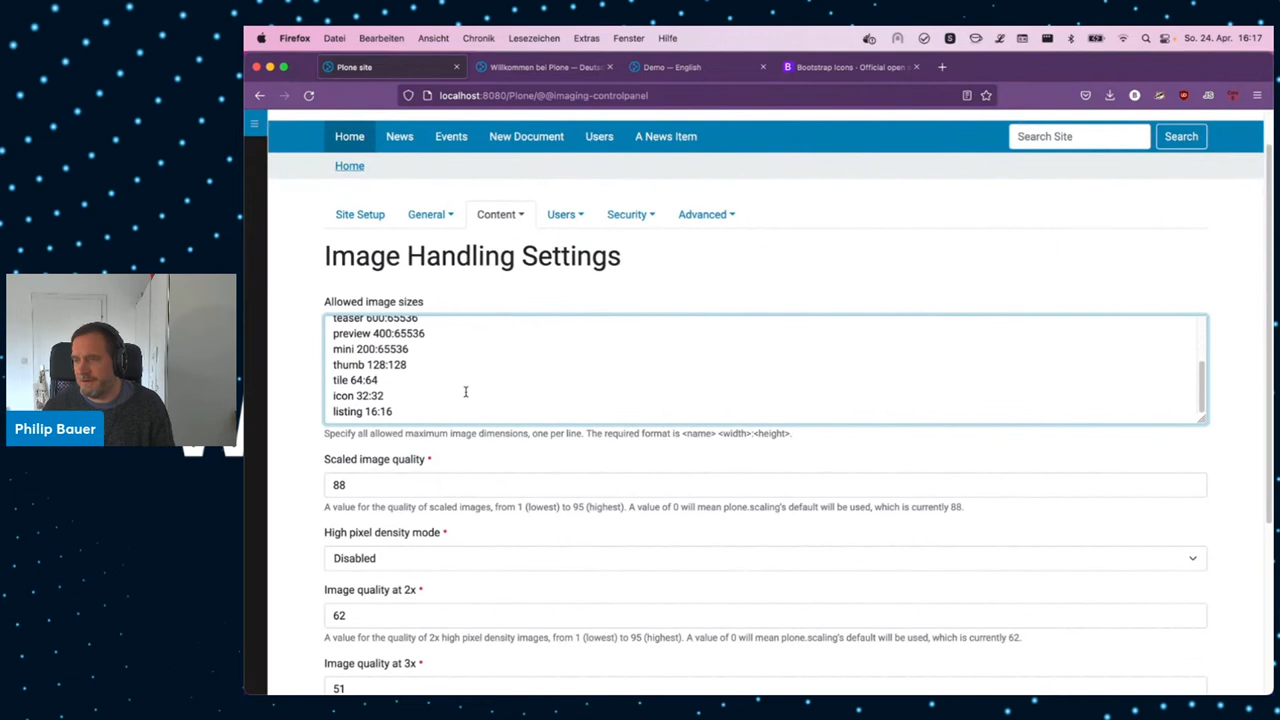 Firefox Datei Bearbeiten Ansicht Chronik Lesezeichen Extras Fenster Hilfe So. 24. Apr. 16:17
Plone site Willkommen bei Plone — Deuts Demo — English Bootstrap Icons · Official open
localhost:8080/Plone/@@imaging-controlpanel
Home News Events New Document Users A News Item Search Site Search
Home
Site Setup General Content Users Security Advanced
Image Handling Settings
Allowed image sizes
teaser 600:65536
preview 400:65536
mini 200:65536
thumb 128:128
tile 64:64
icon 32:32
listing 16:16
Specify all allowed maximum image dimensions, one per line. The required format is <name> <width>:<height>.
Scaled image quality •
88
A value for the quality of scaled images, from 1 (lowest) to 95 (highest). A value of 0 will mean plone.scaling's default will be used, which is currently 88.
High pixel density mode •
Disabled
Image quality at 2x •
62
A value for the quality of 2x high pixel density images, from 1 (lowest) to 95 (highest). A value of 0 will mean plone.scaling's default will be used, which is currently 62.
Image quality at 3x •
51
Philip Bauer